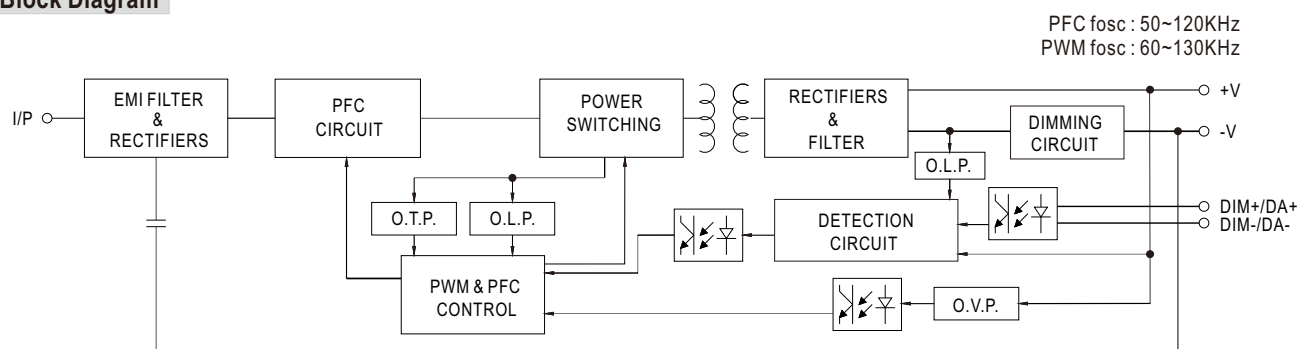 Block Diagram
PFC fosc : 50~120KHz
PWM fosc : 60~130KHz
I/P
EMI FILTER
&
RECTIFIERS
PFC
CIRCUIT
POWER
SWITCHING
RECTIFIERS
&
FILTER
DIMMING
CIRCUIT
+V
-V
O.L.P.
O.T.P.
O.L.P.
DETECTION
CIRCUIT
DIM+/DA+
DIM-/DA-
PWM & PFC
CONTROL
O.V.P.